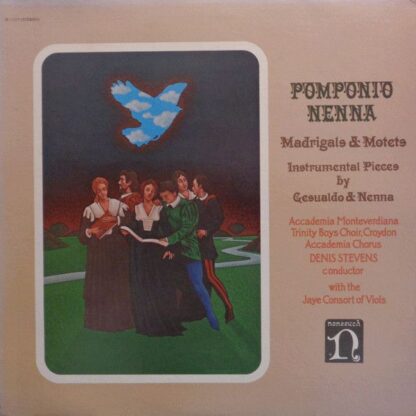 POMPONIO
NENNA
Madrigals & Motets
Instrumental Pieces
by
Gesualdo & Nenna
Accademia Monteverdiana
Trinity Boys Choir, Croydon
Accademia Chorus
DENIS STEVENS
conductor
with the
Jaye Consort of Viols
NONESUCH
n